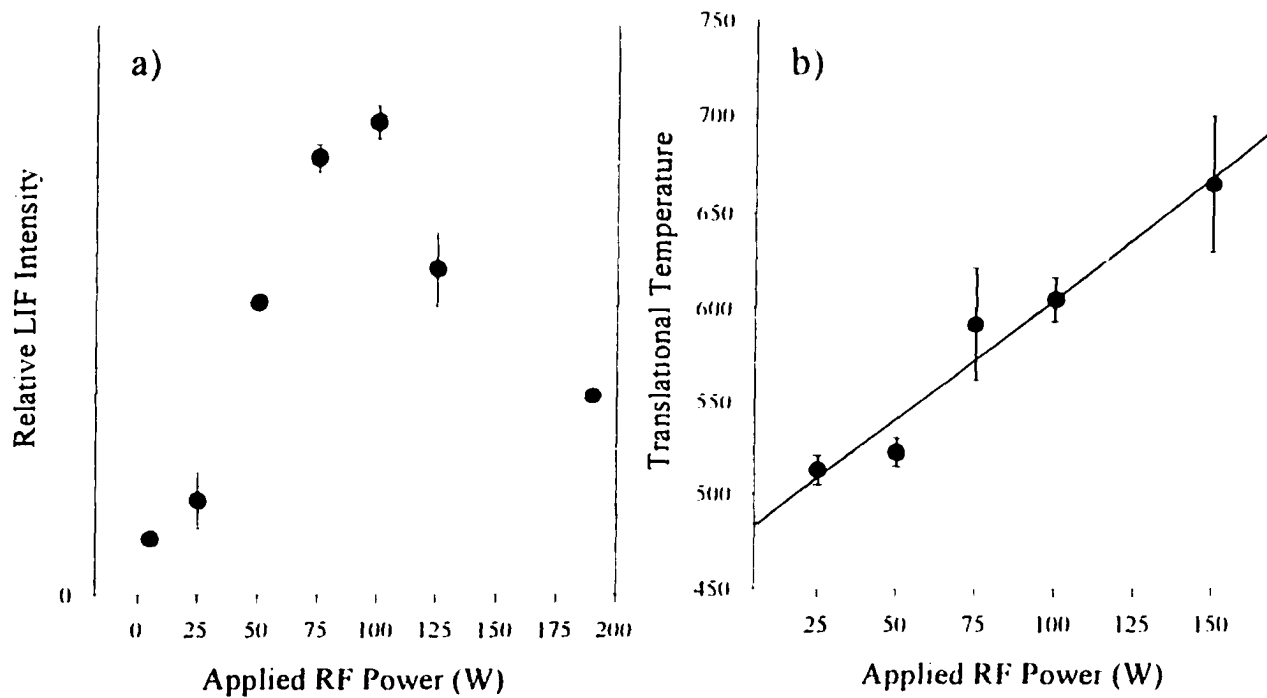 a)
Relative LIF Intensity
0
0 25 50 75 100 125 150 175 200
Applied RF Power (W)
b)
Translational Temperature
750
700
650
600
550
500
450
25 50 75 100 125 150
Applied RF Power (W)